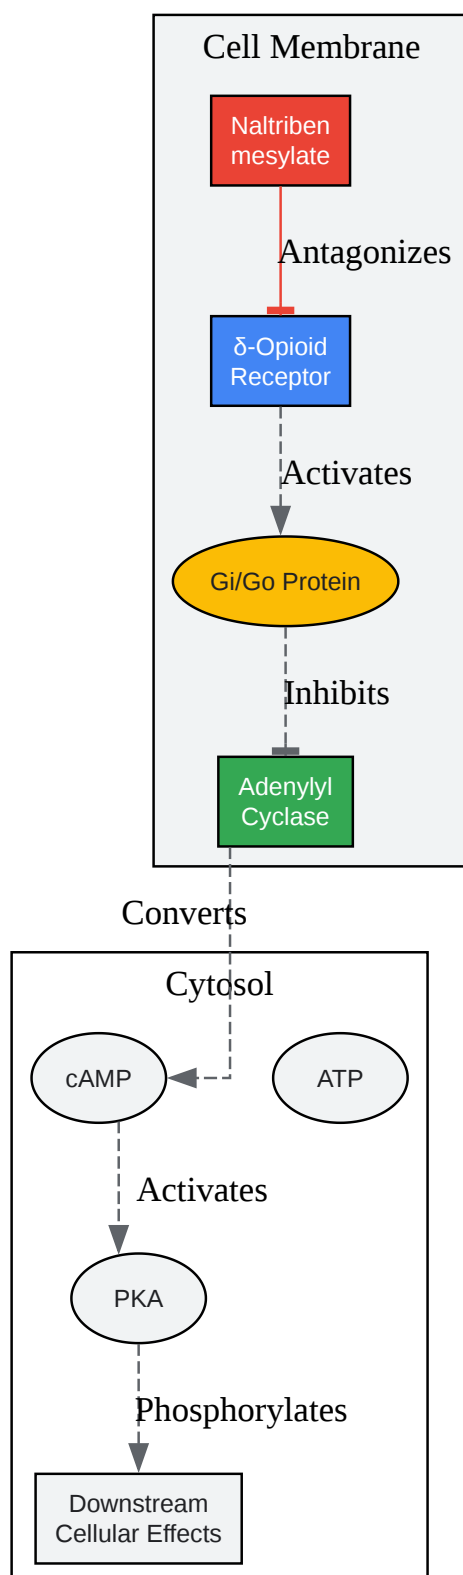 Cell Membrane
Naltriben
mesylate
Antagonizes
δ-Opioid
Receptor
Activates
Gi/Go Protein
Inhibits
Adenylyl
Cyclase
Converts
Cytosol
cAMP
ATP
Activates
PKA
Phosphorylates
Downstream
Cellular Effects